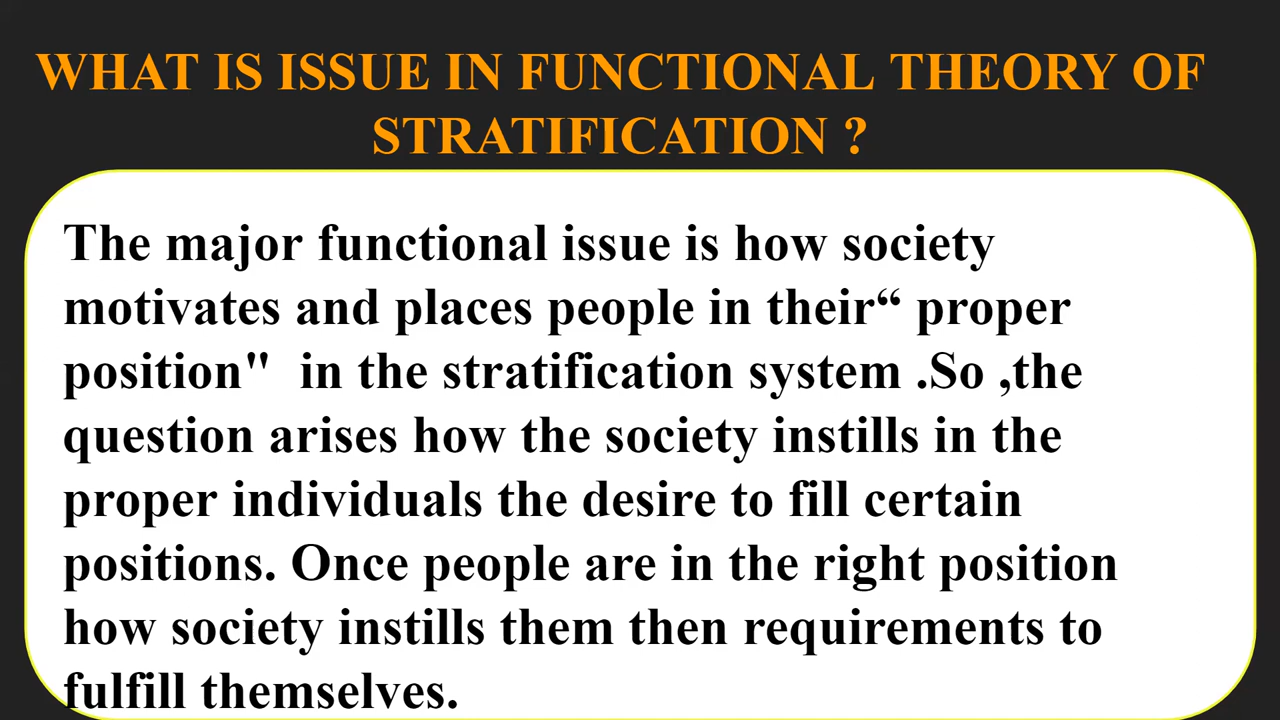 WHAT IS ISSUE IN FUNCTIONAL THEORY OF
STRATIFICATION ?
The major functional issue is how society
motivates and places people in their“ proper
position"  in the stratification system .So ,the
question arises how the society instills in the
proper individuals the desire to fill certain
positions. Once people are in the right position
how society instills them then requirements to
fulfill themselves.